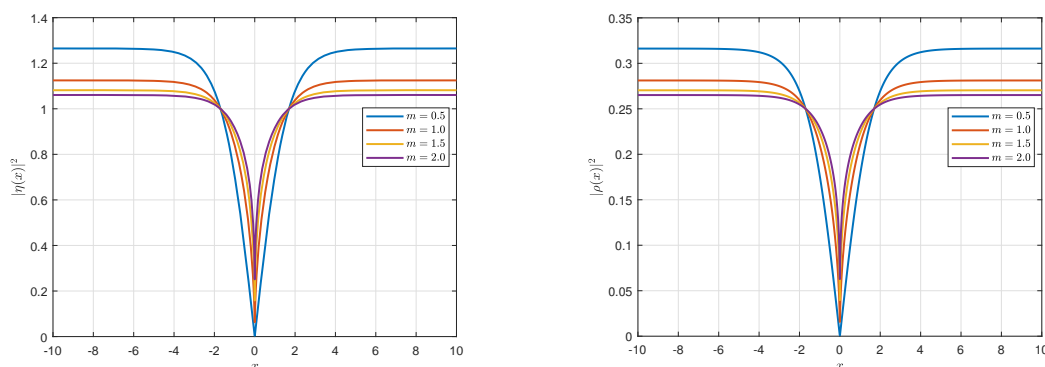 1.4
1.2
1
0.8
0.6
0.4
0.2
0
|η(x)|²
-10 -8 -6 -4 -2 0 2 4 6 8 10
x
m = 0.5
m = 1.0
m = 1.5
m = 2.0
0.35
0.3
0.25
0.2
0.15
0.1
0.05
0
|ρ(x)|²
-10 -8 -6 -4 -2 0 2 4 6 8 10
x
m = 0.5
m = 1.0
m = 1.5
m = 2.0